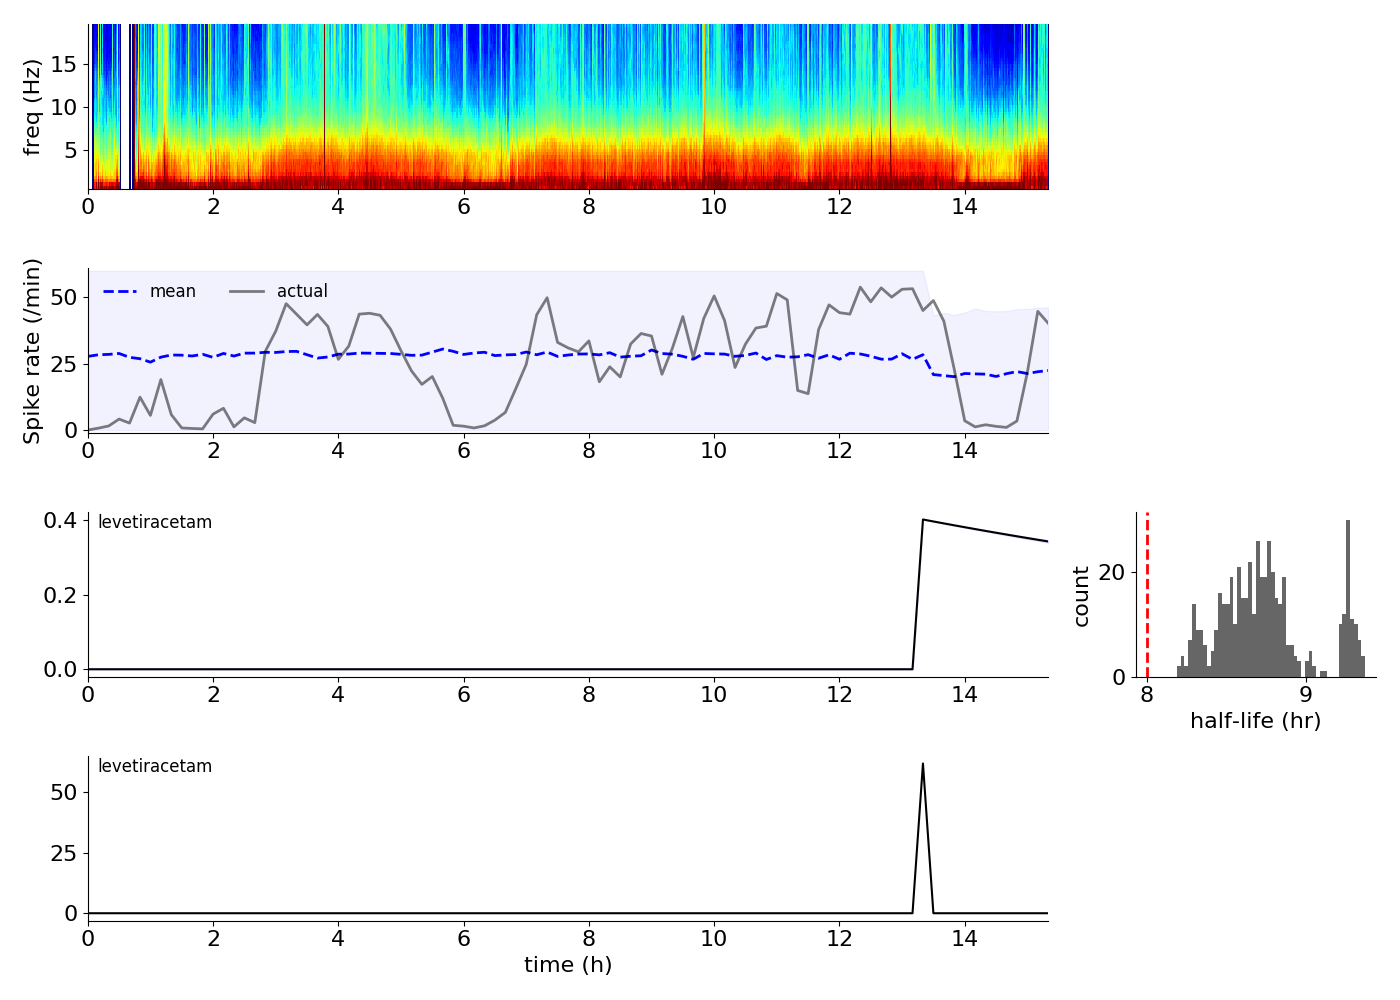 freq (Hz)
15
10
5
0 2 4 6 8 10 12 14
Spike rate (/min)
50
25
0
mean actual
0 2 4 6 8 10 12 14
levetiracetam
0.4
0.2
0.0
0 2 4 6 8 10 12 14
count
20
0
8 9
half-life (hr)
levetiracetam
50
25
0
0 2 4 6 8 10 12 14
time (h)